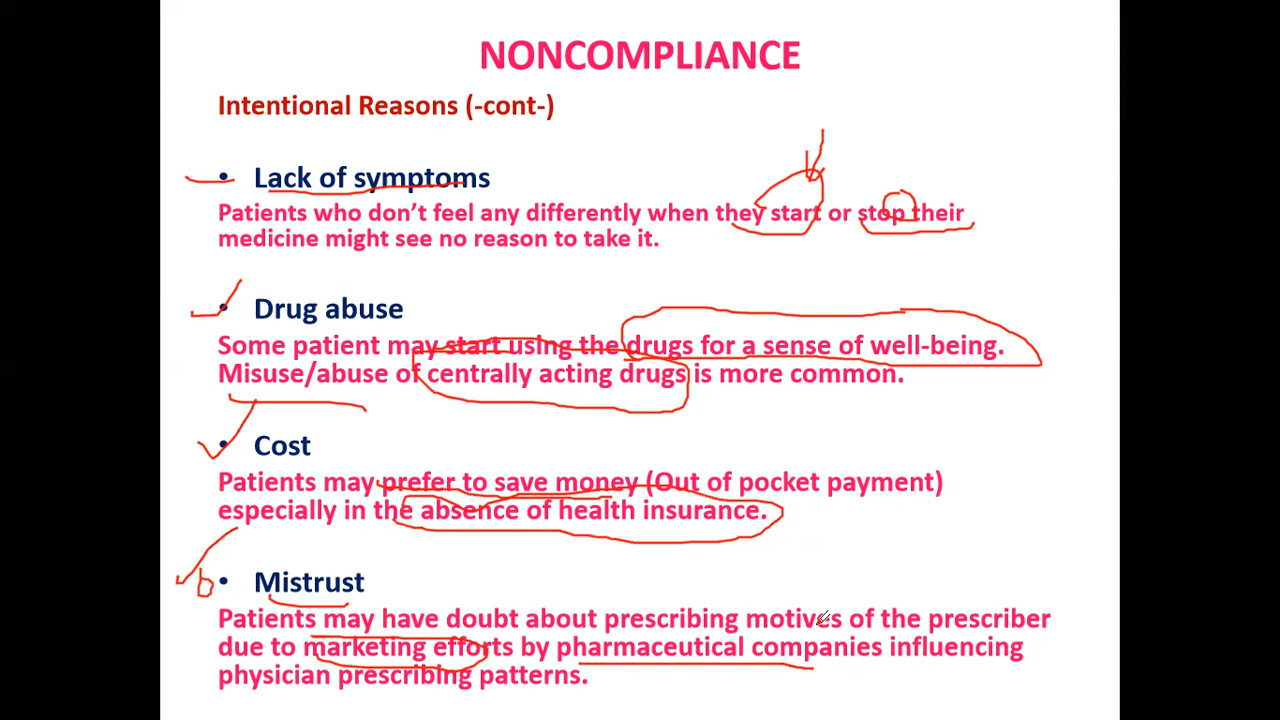 NONCOMPLIANCE
Intentional Reasons (-cont-)
• Lack of symptoms
Patients who don’t feel any differently when they start or stop their
medicine might see no reason to take it.
• Drug abuse
Some patient may start using the drugs for a sense of well-being.
Misuse/abuse of centrally acting drugs is more common.
• Cost
Patients may prefer to save money (Out of pocket payment)
especially in the absence of health insurance.
• Mistrust
Patients may have doubt about prescribing motives of the prescriber
due to marketing efforts by pharmaceutical companies influencing
physician prescribing patterns.